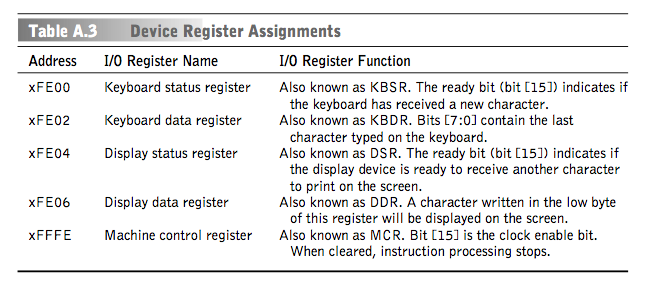 Table A.3 Device Register Assignments
Address I/O Register Name I/O Register Function
xFE00 Keyboard status register Also known as KBSR. The ready bit (bit [15]) indicates if
the keyboard has received a new character.
xFE02 Keyboard data register Also known as KBDR. Bits [7:0] contain the last
character typed on the keyboard.
xFE04 Display status register Also known as DSR. The ready bit (bit [15]) indicates if
the display device is ready to receive another character
to print on the screen.
xFE06 Display data register Also known as DDR. A character written in the low byte
of this register will be displayed on the screen.
xFFFE Machine control register Also known as MCR. Bit [15] is the clock enable bit.
When cleared, instruction processing stops.